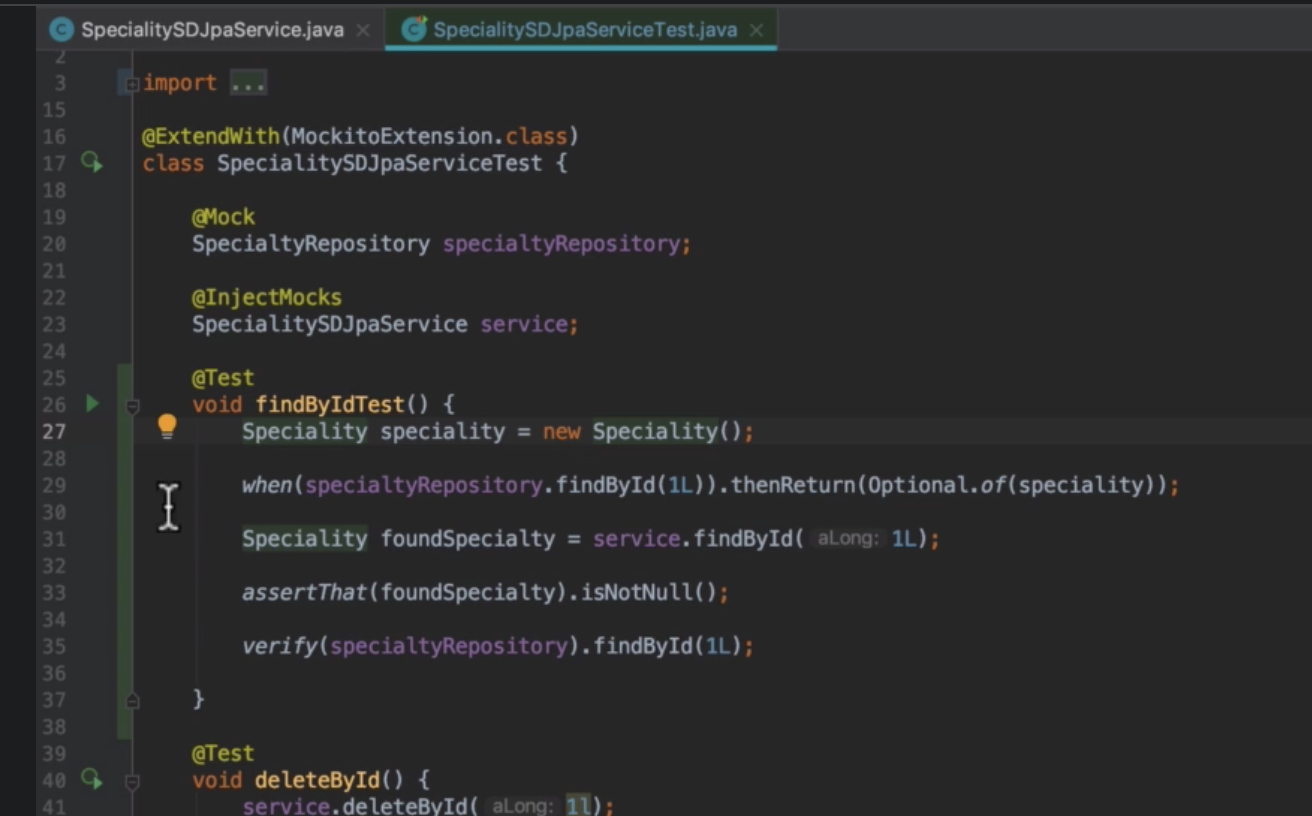 SpecialitySDJpaService.java SpecialitySDJpaServiceTest.java
2
3 import ...
15
16 @ExtendWith(MockitoExtension.class)
17 class SpecialitySDJpaServiceTest {
18
19 @Mock
20 SpecialtyRepository specialtyRepository;
21
22 @InjectMocks
23 SpecialitySDJpaService service;
24
25 @Test
26 void findByIdTest() {
27 Speciality speciality = new Speciality();
28
29 when(specialtyRepository.findById(1L)).thenReturn(Optional.of(speciality));
30
31 Speciality foundSpecialty = service.findById( aLong: 1L);
32
33 assertThat(foundSpecialty).isNotNull();
34
35 verify(specialtyRepository).findById(1L);
36
37 }
38
39 @Test
40 void deleteById() {
41 service.deleteById( aLong: 1l);